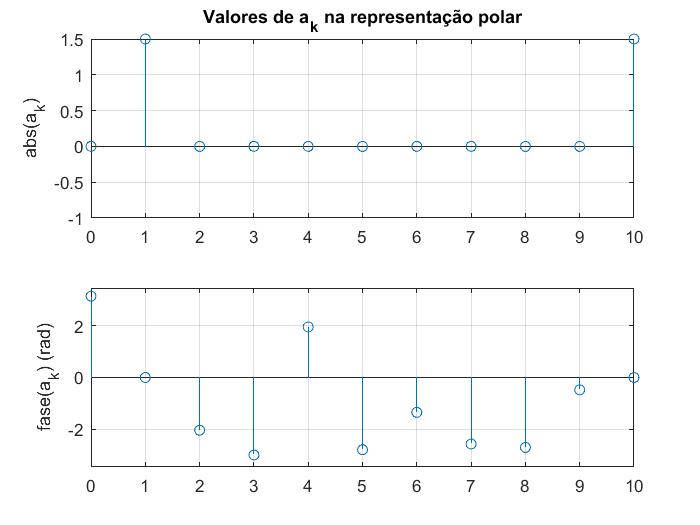 Valores de a_k na representação polar
abs(a_k)
1.5
1
0.5
0
-0.5
-1
0 1 2 3 4 5 6 7 8 9 10
fase(a_k) (rad)
2
0
-2
0 1 2 3 4 5 6 7 8 9 10